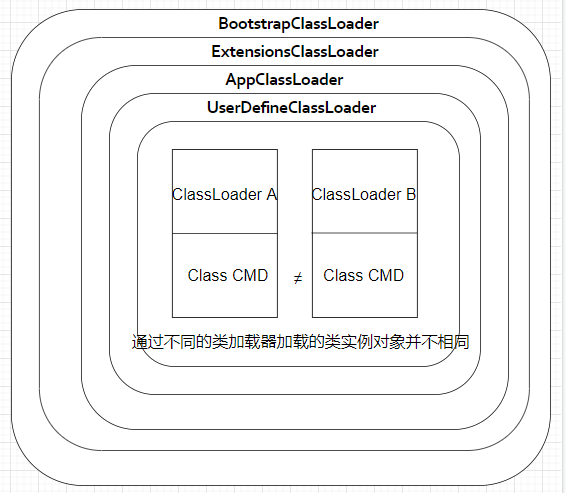 BootstrapClassLoader
ExtensionsClassLoader
AppClassLoader
UserDefineClassLoader
ClassLoader A ClassLoader B
Class CMD ≠ Class CMD
通过不同的类加载器加载的类实例对象并不相同